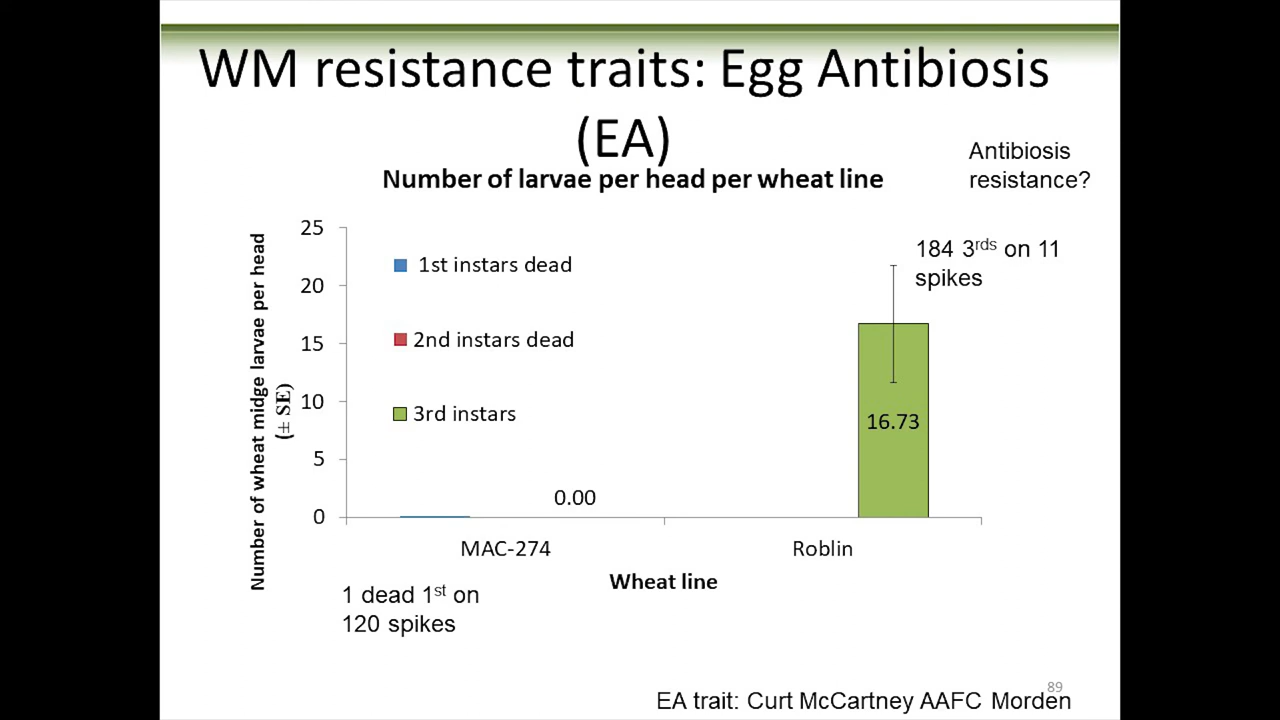 WM resistance traits: Egg Antibiosis
(EA)
Antibiosis
resistance?
Number of larvae per head per wheat line
184 3rds on 11
spikes
Number of wheat midge larvae per head
(± SE)
25
20
15
10
5
0
1st instars dead
2nd instars dead
3rd instars
0.00
16.73
MAC-274
Roblin
Wheat line
1 dead 1st on
120 spikes
89
EA trait: Curt McCartney AAFC Morden